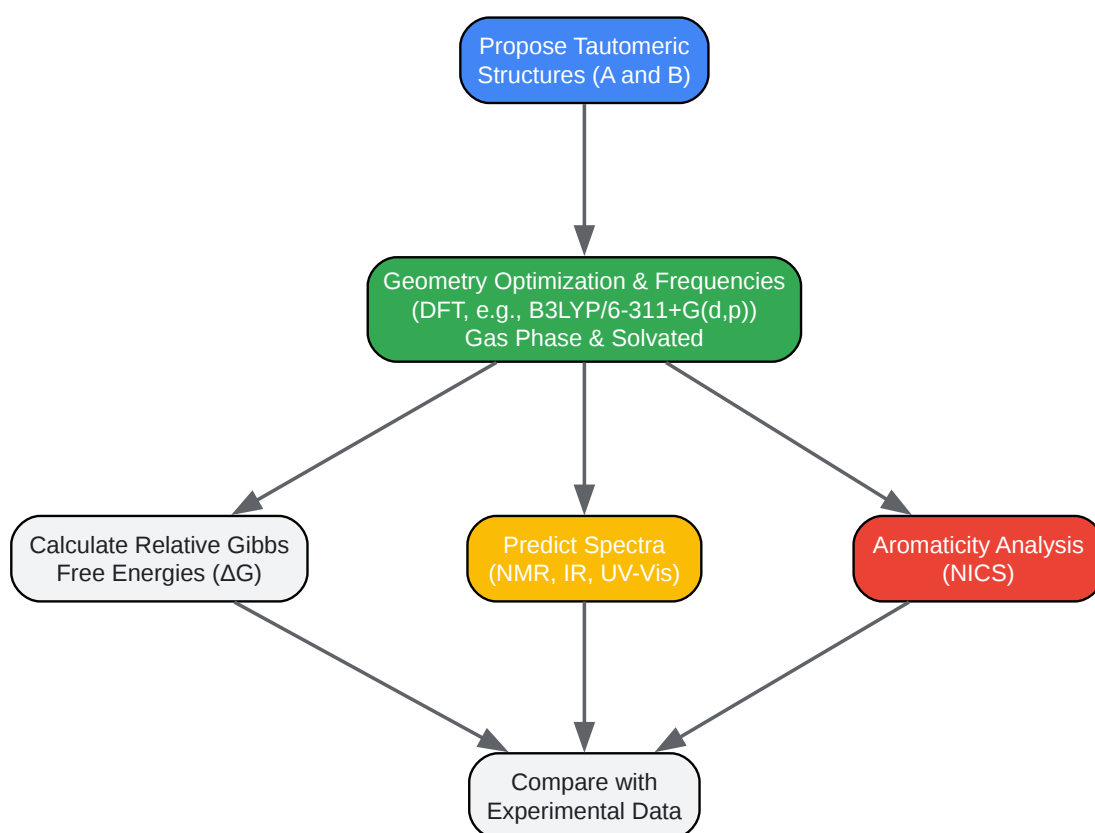 Propose Tautomeric
Structures (A and B)
Geometry Optimization & Frequencies
(DFT, e.g., B3LYP/6-311+G(d,p))
Gas Phase & Solvated
Calculate Relative Gibbs
Free Energies (ΔG)
Predict Spectra
(NMR, IR, UV-Vis)
Aromaticity Analysis
(NICS)
Compare with
Experimental Data